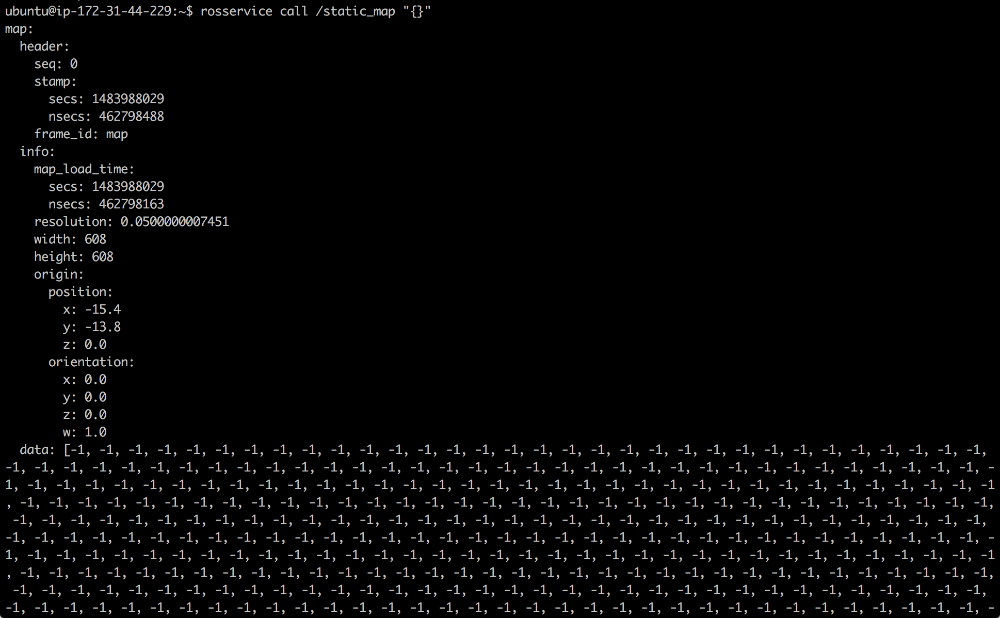 ubuntu@ip-172-31-44-229:~$ rosservice call /static_map "{}"
map:
  header:
    seq: 0
    stamp:
      secs: 1483988029
      nsecs: 462798488
    frame_id: map
  info:
    map_load_time:
      secs: 1483988029
      nsecs: 462798163
    resolution: 0.0500000007451
    width: 608
    height: 608
    origin:
      position:
        x: -15.4
        y: -13.8
        z: 0.0
      orientation:
        x: 0.0
        y: 0.0
        z: 0.0
        w: 1.0
  data: [-1, -1, -1, -1, -1, -1, -1, -1, -1, -1, -1, -1, -1, -1, -1, -1, -1, -1, -1, -1, -1, -1, -1, -1, -1, -1, -1, -1, -1, -1, -1, -1,
-1, -1, -1, -1, -1, -1, -1, -1, -1, -1, -1, -1, -1, -1, -1, -1, -1, -1, -1, -1, -1, -1, -1, -1, -1, -1, -1, -1, -1, -1, -1, -1, -1, -1, -
1, -1, -1, -1, -1, -1, -1, -1, -1, -1, -1, -1, -1, -1, -1, -1, -1, -1, -1, -1, -1, -1, -1, -1, -1, -1, -1, -1, -1, -1, -1, -1, -1, -1, -1
, -1, -1, -1, -1, -1, -1, -1, -1, -1, -1, -1, -1, -1, -1, -1, -1, -1, -1, -1, -1, -1, -1, -1, -1, -1, -1, -1, -1, -1, -1, -1, -1, -1, -1,
 -1, -1, -1, -1, -1, -1, -1, -1, -1, -1, -1, -1, -1, -1, -1, -1, -1, -1, -1, -1, -1, -1, -1, -1, -1, -1, -1, -1, -1, -1, -1, -1, -1, -1,
-1, -1, -1, -1, -1, -1, -1, -1, -1, -1, -1, -1, -1, -1, -1, -1, -1, -1, -1, -1, -1, -1, -1, -1, -1, -1, -1, -1, -1, -1, -1, -1, -1, -1, -
1, -1, -1, -1, -1, -1, -1, -1, -1, -1, -1, -1, -1, -1, -1, -1, -1, -1, -1, -1, -1, -1, -1, -1, -1, -1, -1, -1, -1, -1, -1, -1, -1, -1, -1
, -1, -1, -1, -1, -1, -1, -1, -1, -1, -1, -1, -1, -1, -1, -1, -1, -1, -1, -1, -1, -1, -1, -1, -1, -1, -1, -1, -1, -1, -1, -1, -1, -1, -1,
 -1, -1, -1, -1, -1, -1, -1, -1, -1, -1, -1, -1, -1, -1, -1, -1, -1, -1, -1, -1, -1, -1, -1, -1, -1, -1, -1, -1, -1, -1, -1, -1, -1, -1,
-1, -1, -1, -1, -1, -1, -1, -1, -1, -1, -1, -1, -1, -1, -1, -1, -1, -1, -1, -1, -1, -1, -1, -1, -1, -1, -1, -1, -1, -1, -1, -1, -1, -1, -